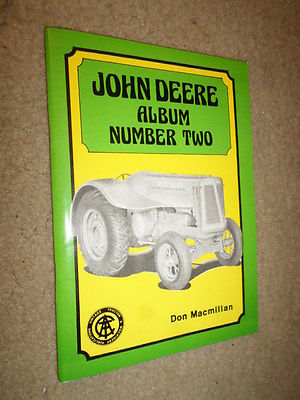 JOHN DEERE
ALBUM
NUMBER TWO
Don Macmillan